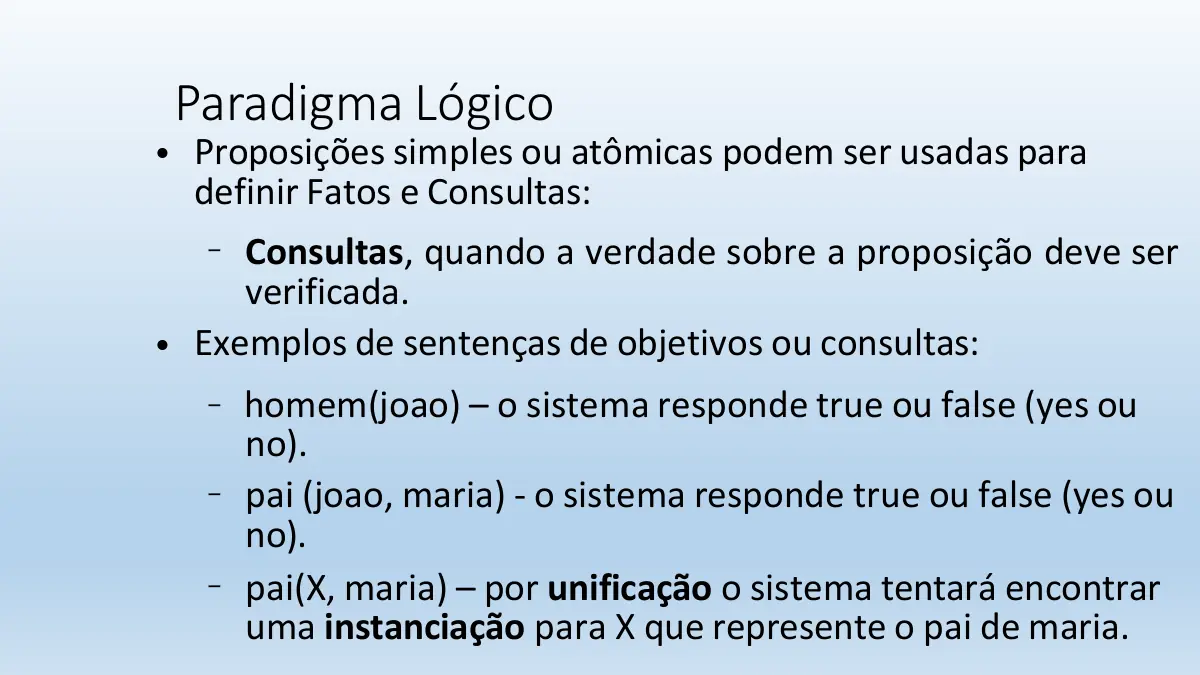 Paradigma Lógico
• Proposições simples ou atômicas podem ser usadas para
definir Fatos e Consultas:
– Consultas, quando a verdade sobre a proposição deve ser
verificada.
• Exemplos de sentenças de objetivos ou consultas:
– homem(joao) – o sistema responde true ou false (yes ou
no).
– pai (joao, maria) - o sistema responde true ou false (yes ou
no).
– pai(X, maria) – por unificação o sistema tentará encontrar
uma instanciação para X que represente o pai de maria.